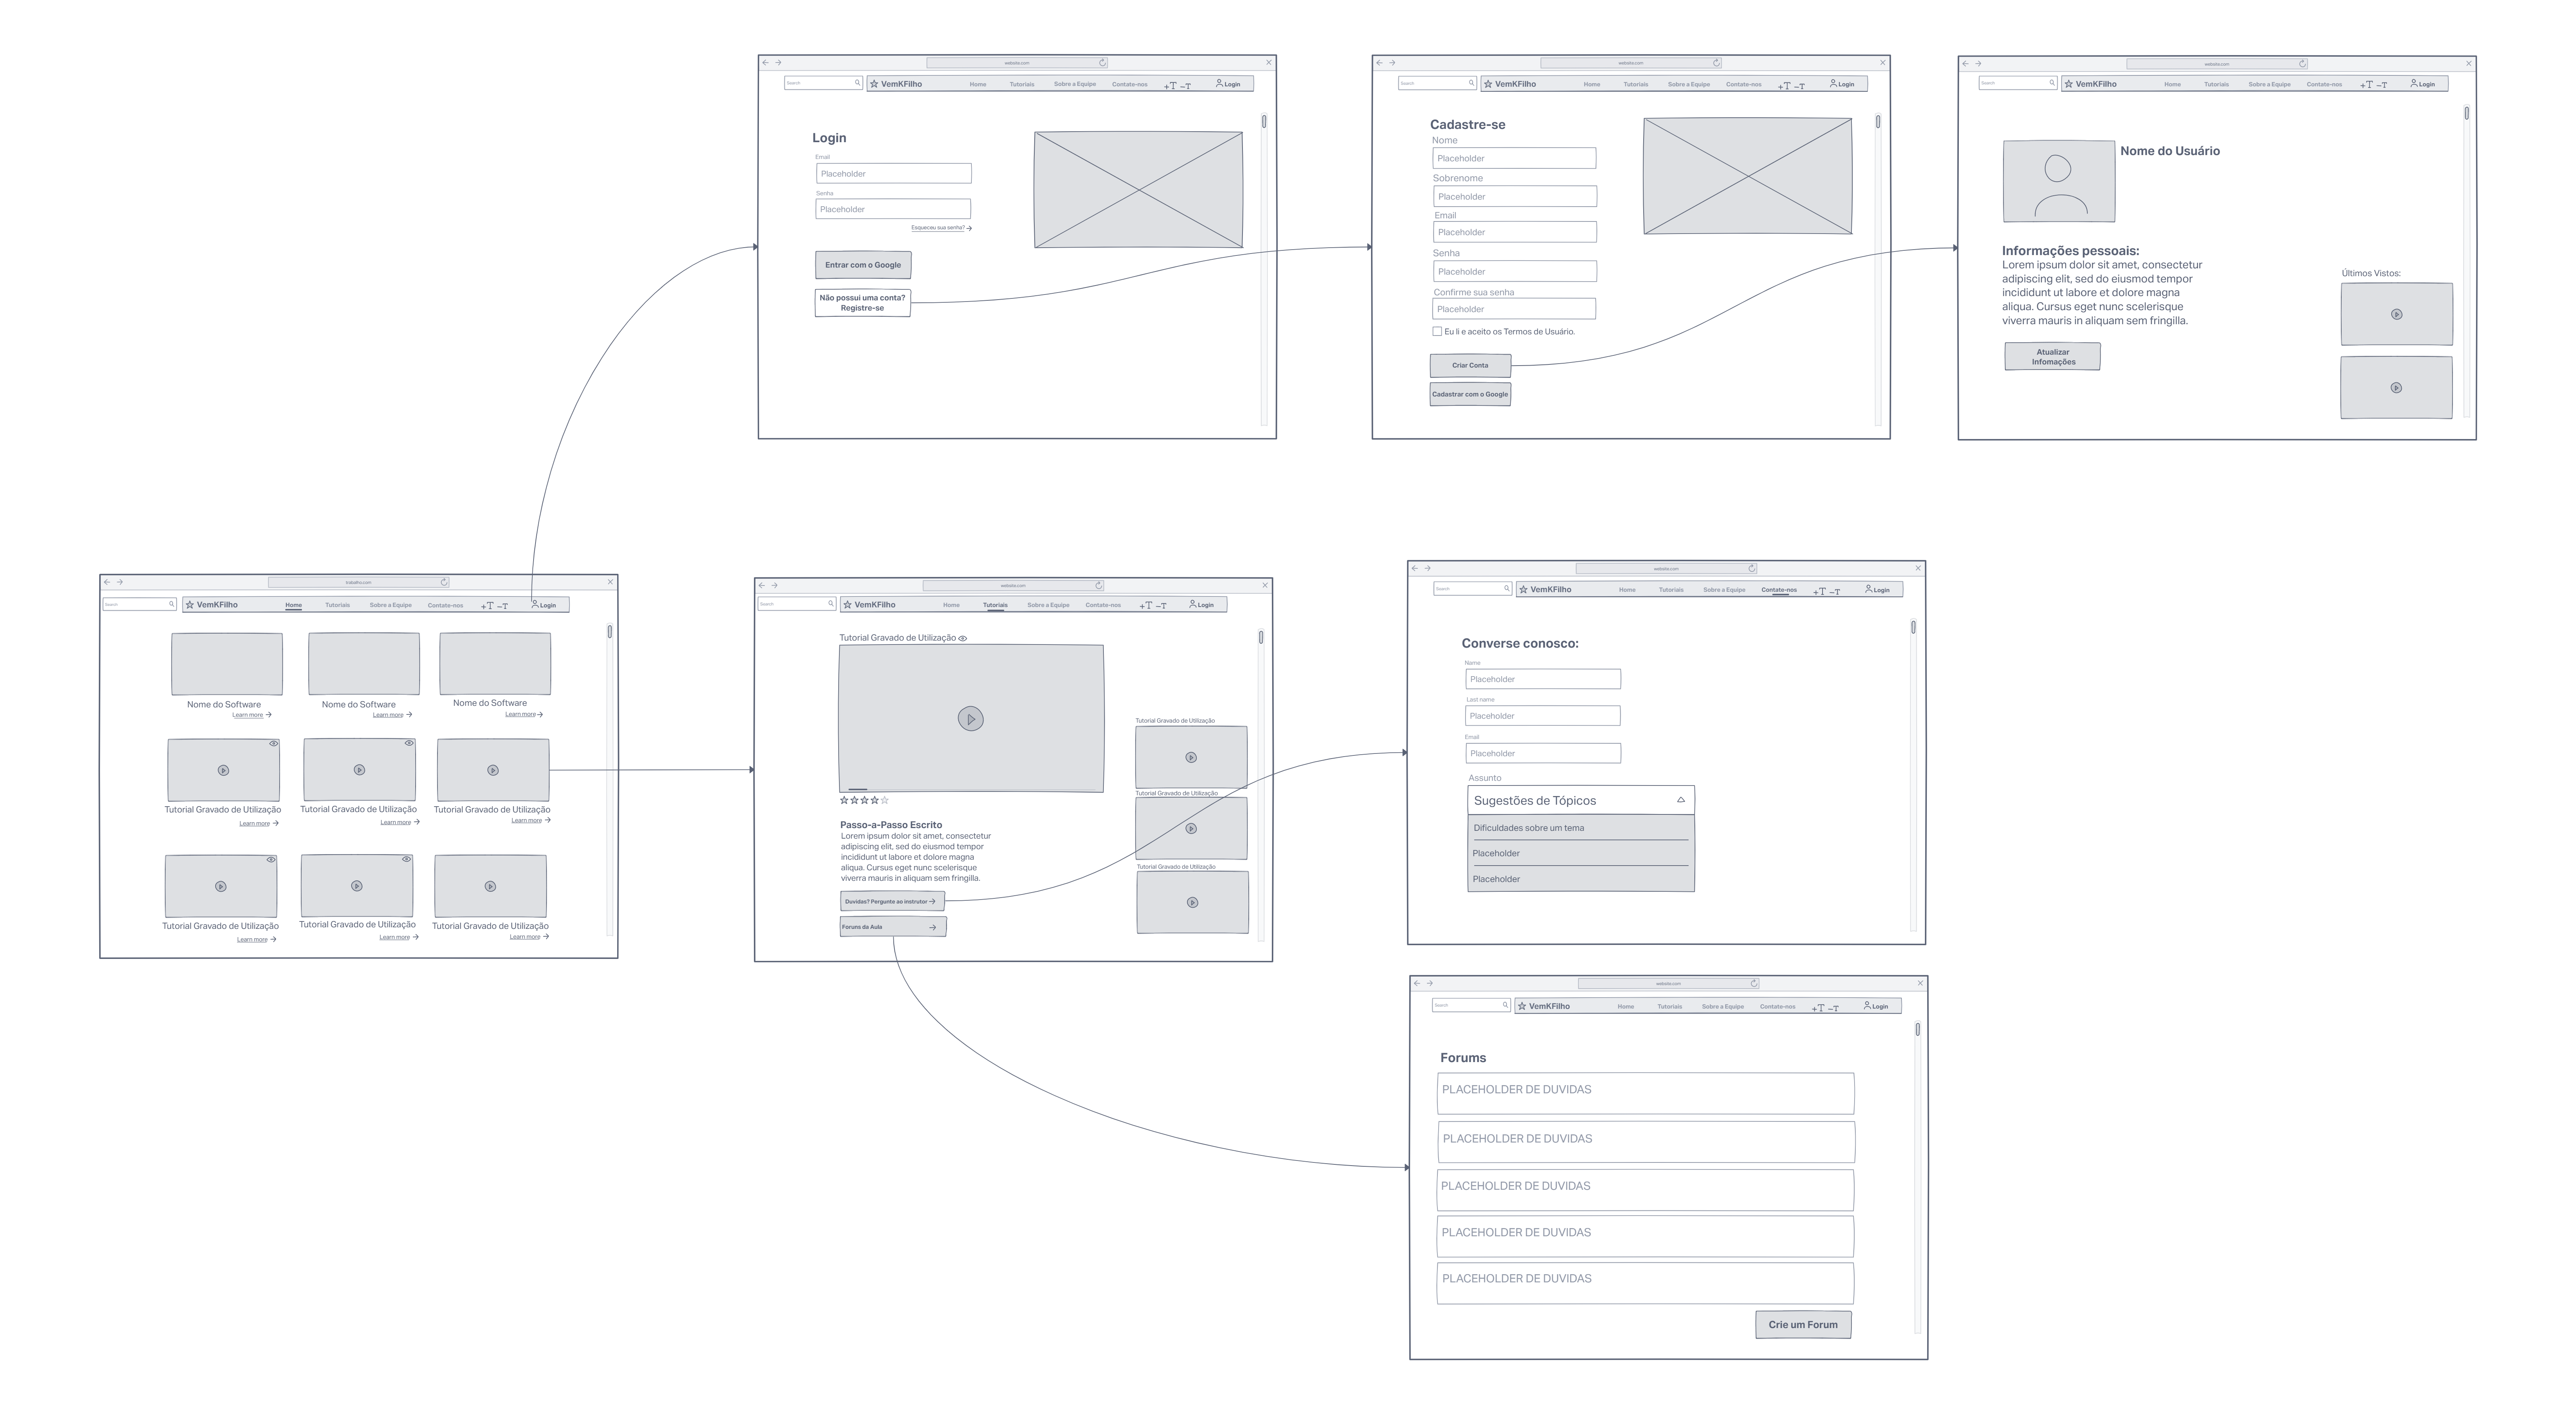 website.com
Search
VemKFilho
Home
Tutoriais
Sobre a Equipe
Contate-nos
+T -T
Login
Login
Email
Placeholder
Senha
Placeholder
Esqueceu sua senha?
Entrar com o Google
Não possui uma conta?
Registre-se
website.com
Search
VemKFilho
Home
Tutoriais
Sobre a Equipe
Contate-nos
+T -T
Login
Cadastre-se
Nome
Placeholder
Sobrenome
Placeholder
Email
Placeholder
Senha
Placeholder
Confirme sua senha
Placeholder
Eu li e aceito os Termos de Usuário.
Criar Conta
Cadastrar com o Google
website.com
Search
VemKFilho
Home
Tutoriais
Sobre a Equipe
Contate-nos
+T -T
Login
Nome do Usuário
Informações pessoais:
Lorem ipsum dolor sit amet, consectetur
adipiscing elit, sed do eiusmod tempor
incididunt ut labore et dolore magna
aliqua. Cursus eget nunc scelerisque
viverra mauris in aliquam sem fringilla.
Atualizar
Infomações
Últimos Vistos:
trabalho.com
Search
VemKFilho
Home
Tutoriais
Sobre a Equipe
Contate-nos
+T -T
Login
Nome do Software
Learn more
Nome do Software
Learn more
Nome do Software
Learn more
Tutorial Gravado de Utilização
Learn more
Tutorial Gravado de Utilização
Learn more
Tutorial Gravado de Utilização
Learn more
Tutorial Gravado de Utilização
Learn more
Tutorial Gravado de Utilização
Learn more
Tutorial Gravado de Utilização
Learn more
website.com
Search
VemKFilho
Home
Tutoriais
Sobre a Equipe
Contate-nos
+T -T
Login
Tutorial Gravado de Utilização
Passo-a-Passo Escrito
Lorem ipsum dolor sit amet, consectetur
adipiscing elit, sed do eiusmod tempor
incididunt ut labore et dolore magna
aliqua. Cursus eget nunc scelerisque
viverra mauris in aliquam sem fringilla.
Duvidas? Pergunte ao instrutor
Foruns da Aula
Tutorial Gravado de Utilização
Tutorial Gravado de Utilização
Tutorial Gravado de Utilização
website.com
Search
VemKFilho
Home
Tutoriais
Sobre a Equipe
Contate-nos
+T -T
Login
Converse conosco:
Name
Placeholder
Last name
Placeholder
Email
Placeholder
Assunto
Sugestões de Tópicos
Dificuldades sobre um tema
Placeholder
Placeholder
website.com
Search
VemKFilho
Home
Tutoriais
Sobre a Equipe
Contate-nos
+T -T
Login
Forums
PLACEHOLDER DE DUVIDAS
PLACEHOLDER DE DUVIDAS
PLACEHOLDER DE DUVIDAS
PLACEHOLDER DE DUVIDAS
PLACEHOLDER DE DUVIDAS
Crie um Forum